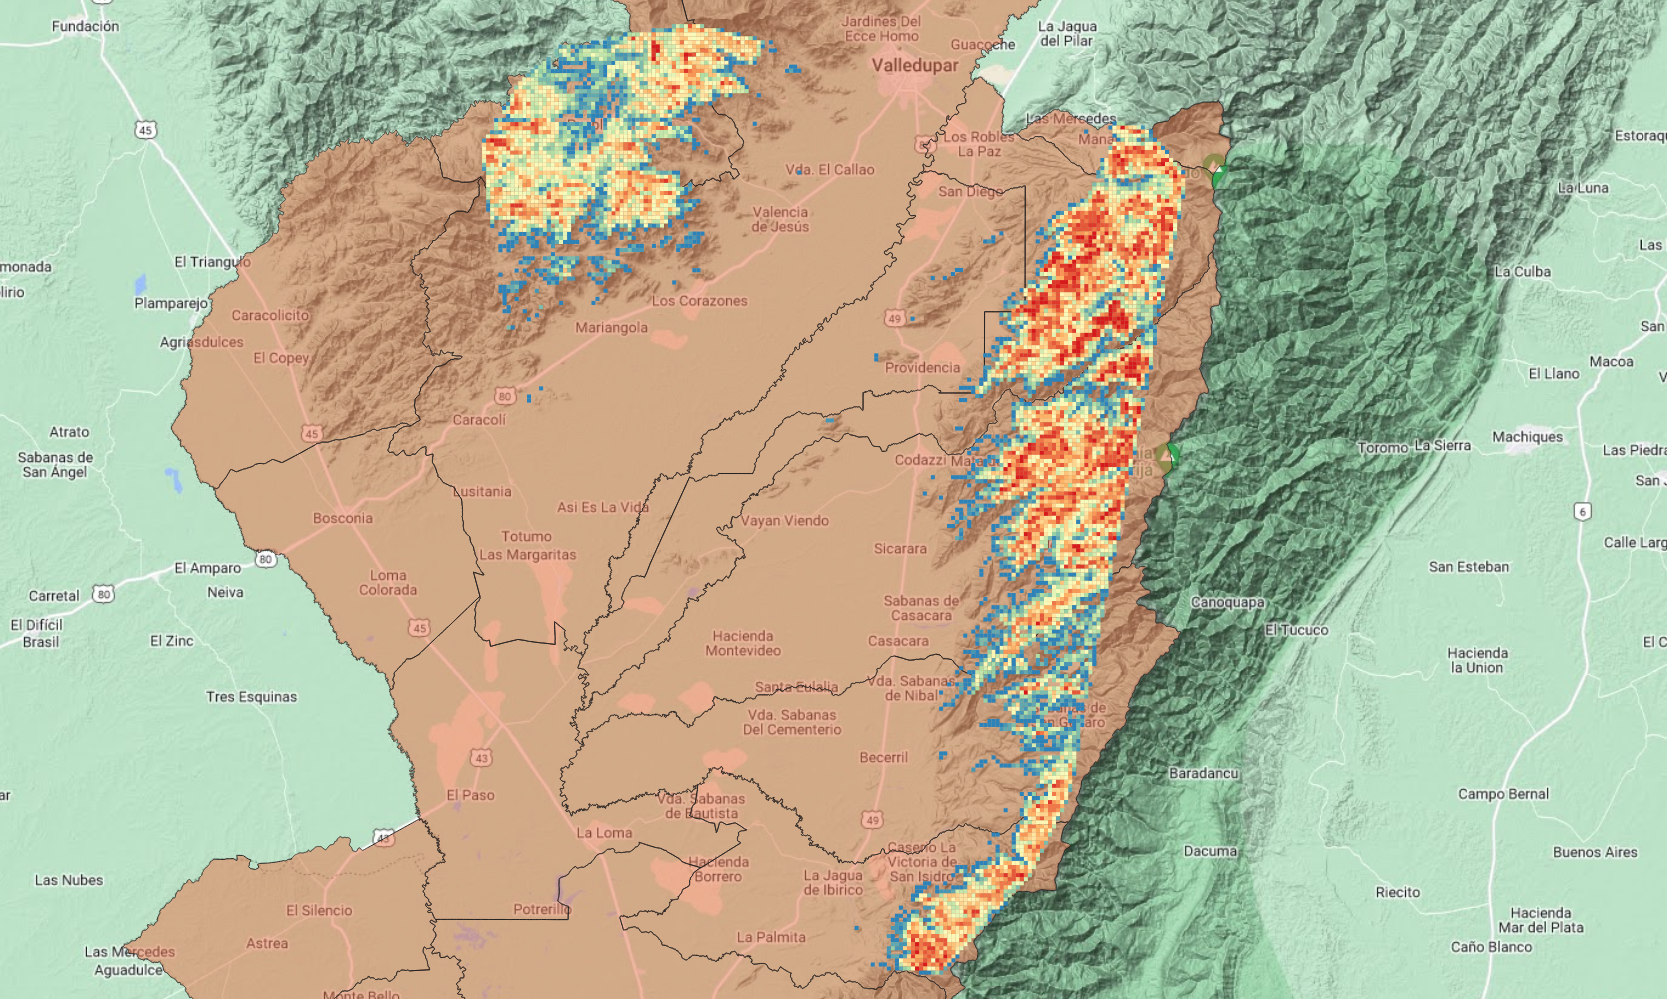 Fundación
Jardines Del
Ecce Homo
La Jagua
del Pilar
Guacoche
Valledupar
45
Las Mercedes
Estoraq
Los Robles
La Paz
Mana
Vda. El Callao
San Diego
La Luna
Valencia
de Jesús
Las
monada
El Triangulo
lirio
La Culba
Plamparejo
Los Corazones
Caracolicito
49
Mariangola
San
Agriasdulces
El Copey
Providencia
Macoa
El Llano
80
Caracolí
45
Atrato
Machiques
Sabanas de
San Ángel
Toromo
La Sierra
Las Piedra
Codazzi
San J
Lusitania
Asi Es La Vida
Bosconia
Vayan Viendo
6
Totumo
Las Margaritas
Sicarara
Calle Larg
80
El Amparo
San Esteban
Loma
Colorada
Carretal
80
Neiva
Sabanas de
Casacara
Canoquapa
El Difícil
Brasil
45
El Tucuco
El Zinc
Hacienda
Montevideo
Casacara
El C
Hacienda
la Union
Tres Esquinas
Santa Eulalia
Vda. Sabanas
de Nibal
Vda. Sabanas
Del Cementerio
43
Becerril
Baradancu
ar
El Paso
Vda. Sabanas
de Bautista
Campo Bernal
43
La Loma
49
Caseño La
Victoria de
San Isidro
Dacuma
Buenos Aires
Las Nubes
Hacienda
Borrero
La Jagua
de Ibirico
Riecito
El Silencio
Potrerillo
Hacienda
Mar del Plata
Astrea
La Palmita
Caño Blanco
Las Mercedes
Aguadulce
Monte Bello